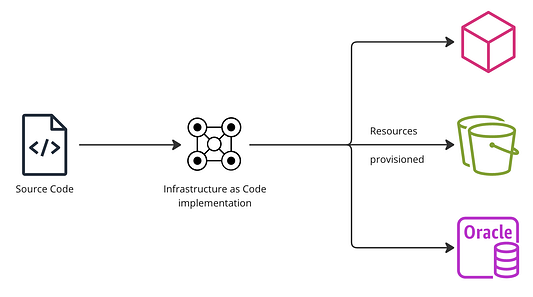 Resources
provisioned
Source Code
Infrastructure as Code
implementation
Oracle